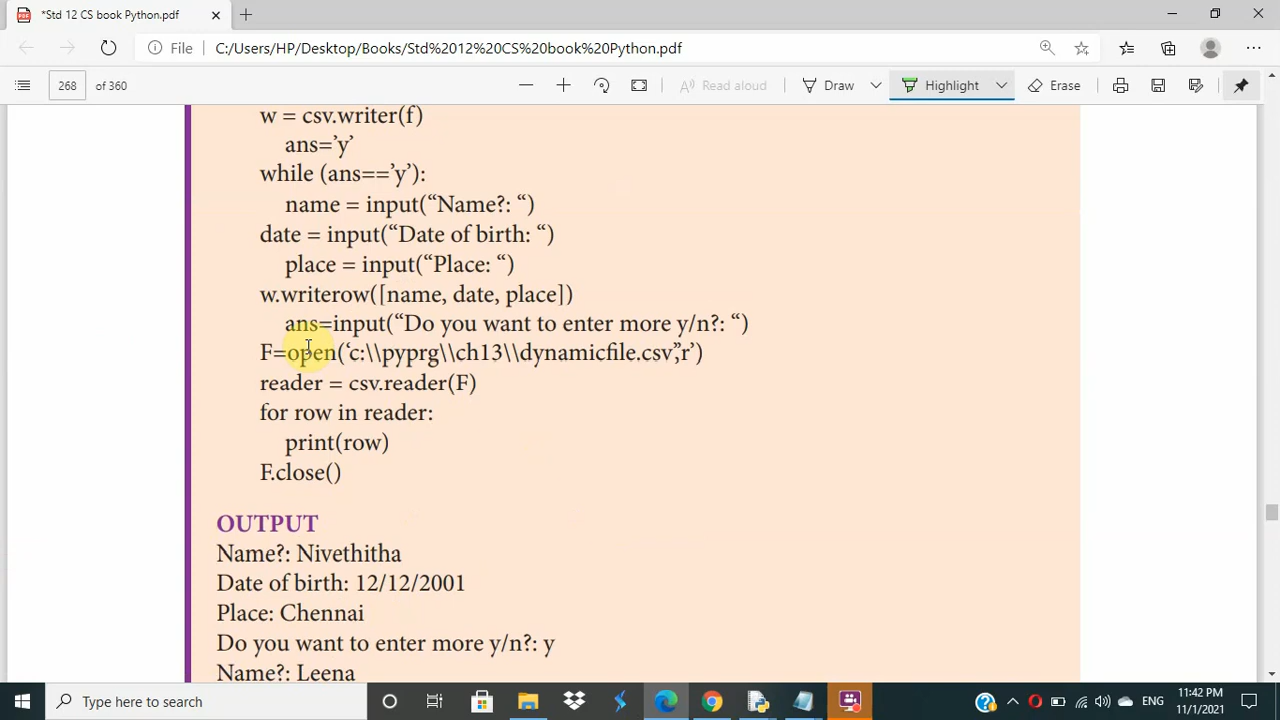 *Std 12 CS book Python.pdf
File C:/Users/HP/Desktop/Books/Std%2012%20CS%20book%20Python.pdf
268 of 360 Read aloud Draw Highlight Erase
w = csv.writer(f)
ans=’y’
while (ans==’y’):
name = input(“Name?: “)
date = input(“Date of birth: “)
place = input(“Place: “)
w.writerow([name, date, place])
ans=input(“Do you want to enter more y/n?: “)
F=open(‘c:\\pyprg\\ch13\\dynamicfile.csv’,’r’)
reader = csv.reader(F)
for row in reader:
print(row)
F.close()
OUTPUT
Name?: Nivethitha
Date of birth: 12/12/2001
Place: Chennai
Do you want to enter more y/n?: y
Name?: Leena
Type here to search
ENG
11:42 PM
11/1/2021